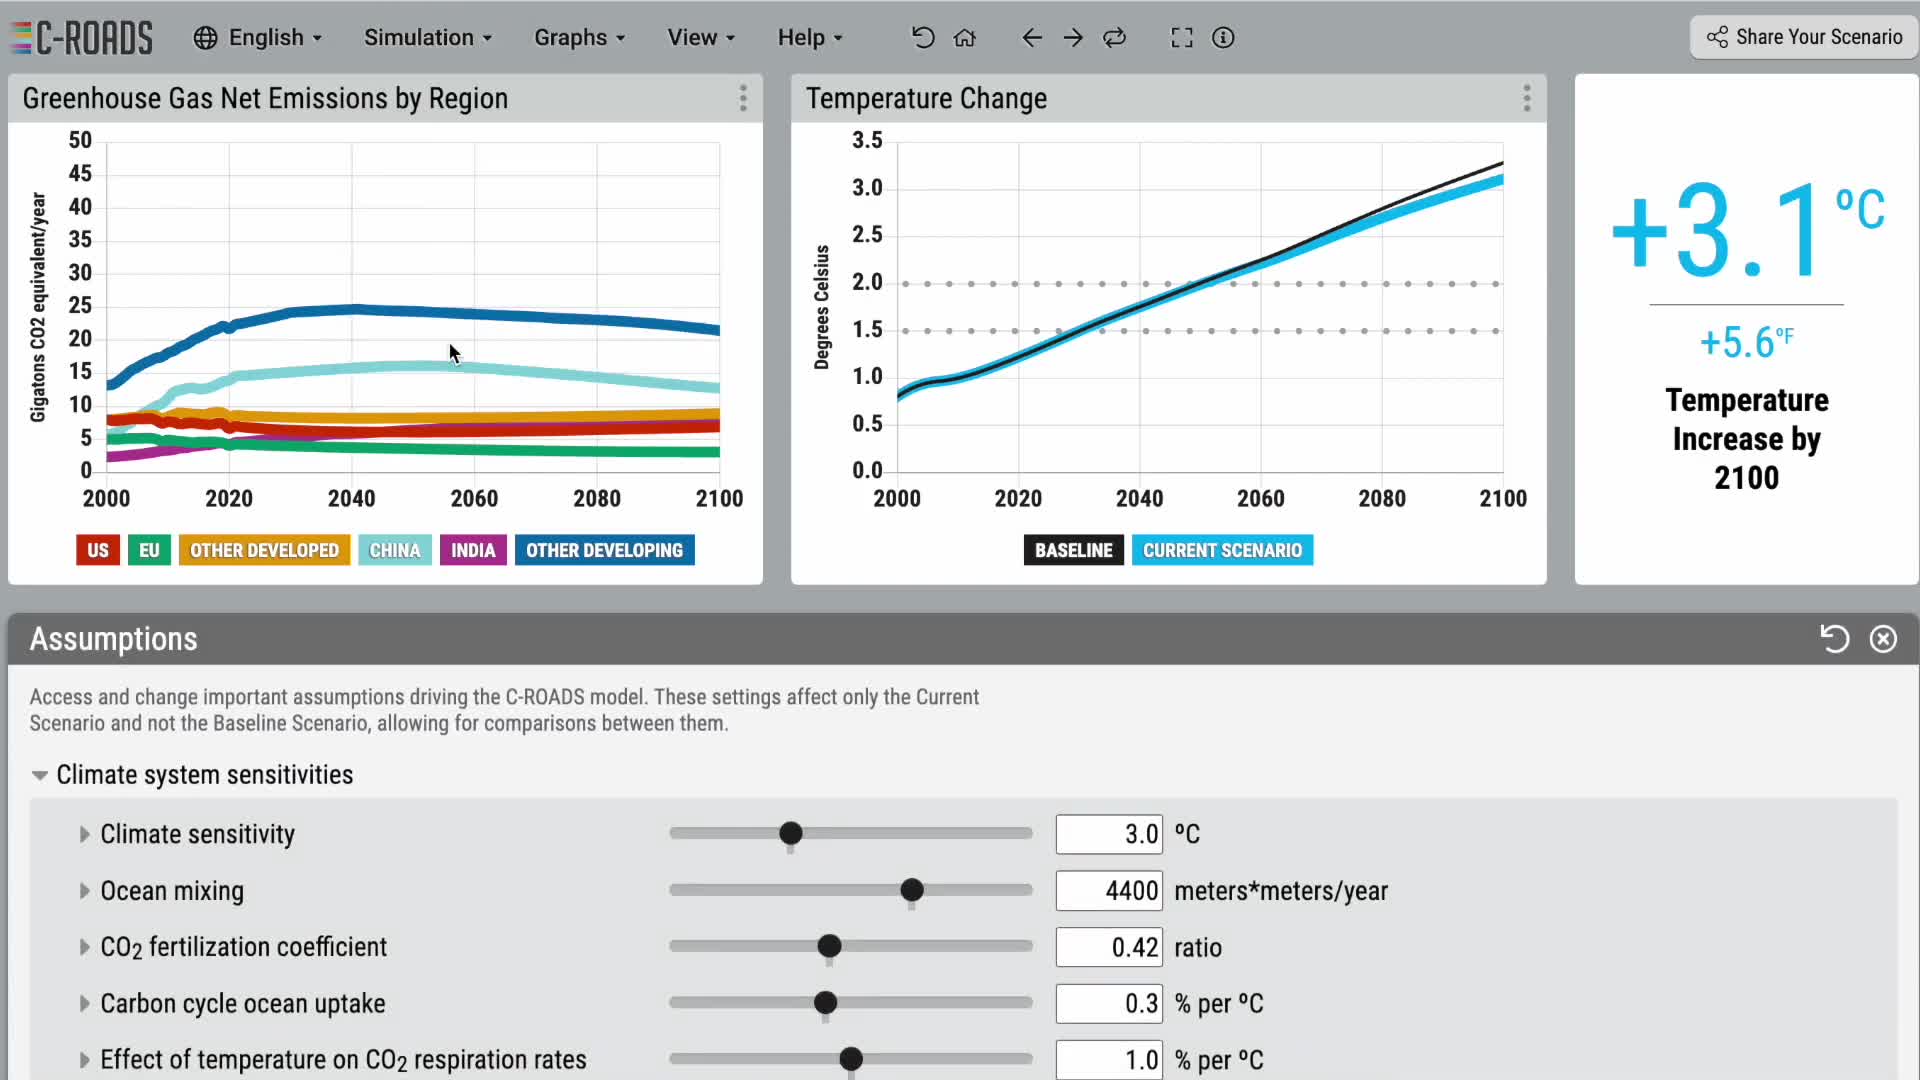 C-ROADS
English
Simulation
Graphs
View
Help
Share Your Scenario
Greenhouse Gas Net Emissions by Region
Gigatons CO2 equivalent/year
50
45
40
35
30
25
20
15
10
5
0
2000 2020 2040 2060 2080 2100
US EU OTHER DEVELOPED CHINA INDIA OTHER DEVELOPING
Temperature Change
Degrees Celsius
3.5
3.0
2.5
2.0
1.5
1.0
0.5
0.0
2000 2020 2040 2060 2080 2100
BASELINE CURRENT SCENARIO
+3.1 ºC
+5.6 ºF
Temperature
Increase by
2100
Assumptions
Access and change important assumptions driving the C-ROADS model. These settings affect only the Current
Scenario and not the Baseline Scenario, allowing for comparisons between them.
Climate system sensitivities
Climate sensitivity 3.0 ºC
Ocean mixing 4400 meters*meters/year
CO2 fertilization coefficient 0.42 ratio
Carbon cycle ocean uptake 0.3 % per ºC
Effect of temperature on CO2 respiration rates 1.0 % per ºC